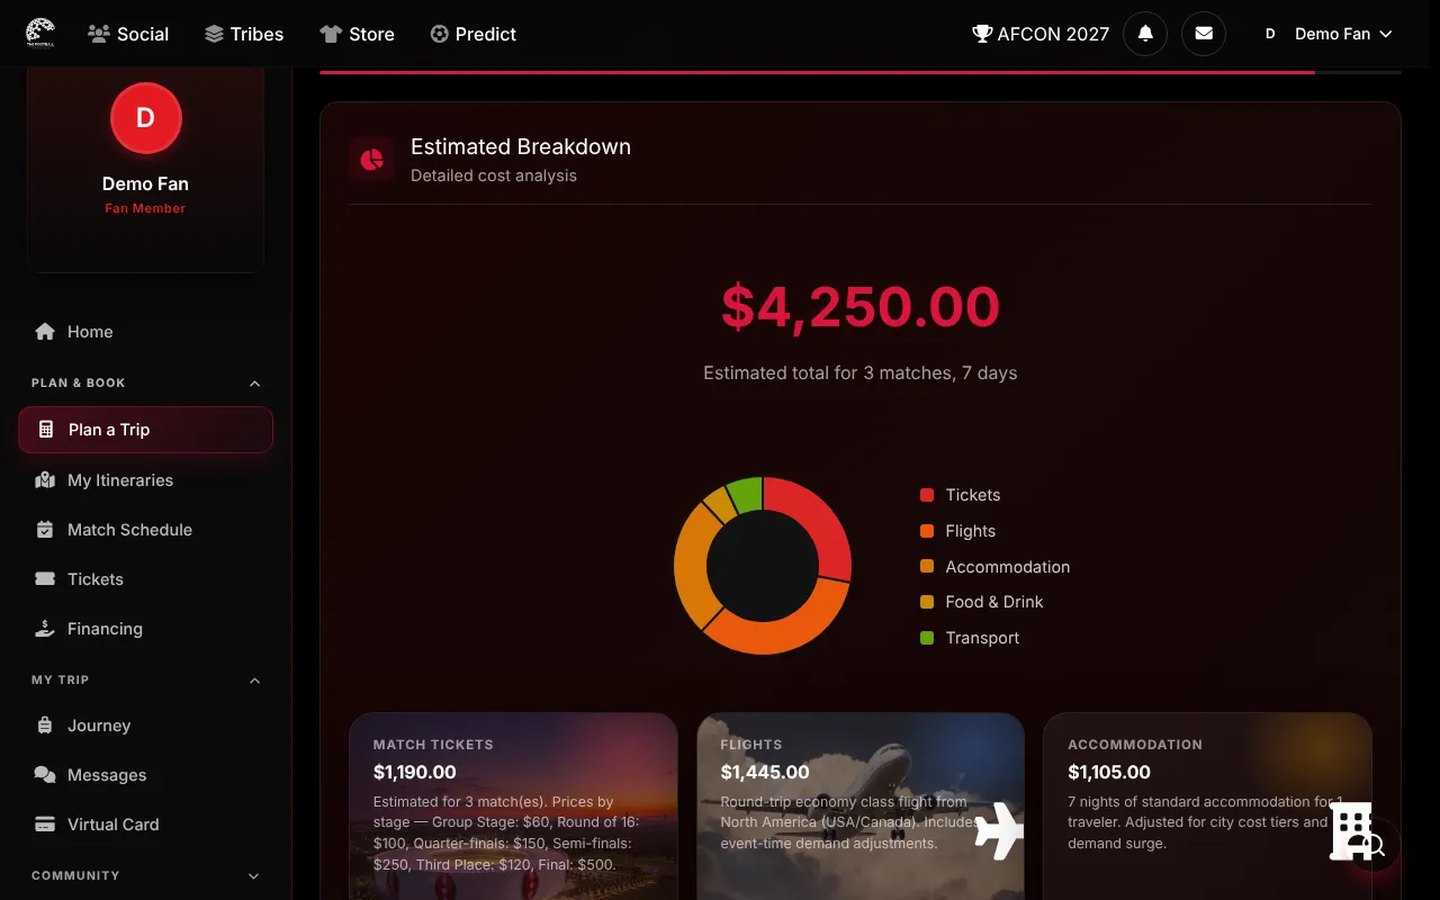 Social
Tribes
Store
Predict
AFCON 2027
D
Demo Fan
D
Demo Fan
Fan Member
Home
PLAN & BOOK
Plan a Trip
My Itineraries
Match Schedule
Tickets
Financing
MY TRIP
Journey
Messages
Virtual Card
COMMUNITY
Estimated Breakdown
Detailed cost analysis
$4,250.00
Estimated total for 3 matches, 7 days
Tickets
Flights
Accommodation
Food & Drink
Transport
MATCH TICKETS
$1,190.00
Estimated for 3 match(es). Prices by
stage — Group Stage: $60, Round of 16:
$100, Quarter-finals: $150, Semi-finals:
$250, Third Place: $120, Final: $500.
FLIGHTS
$1,445.00
Round-trip economy class flight from
North America (USA/Canada). Includes
event-time demand adjustments.
ACCOMMODATION
$1,105.00
7 nights of standard accommodation for 1
traveler. Adjusted for city cost tiers and
demand surge.